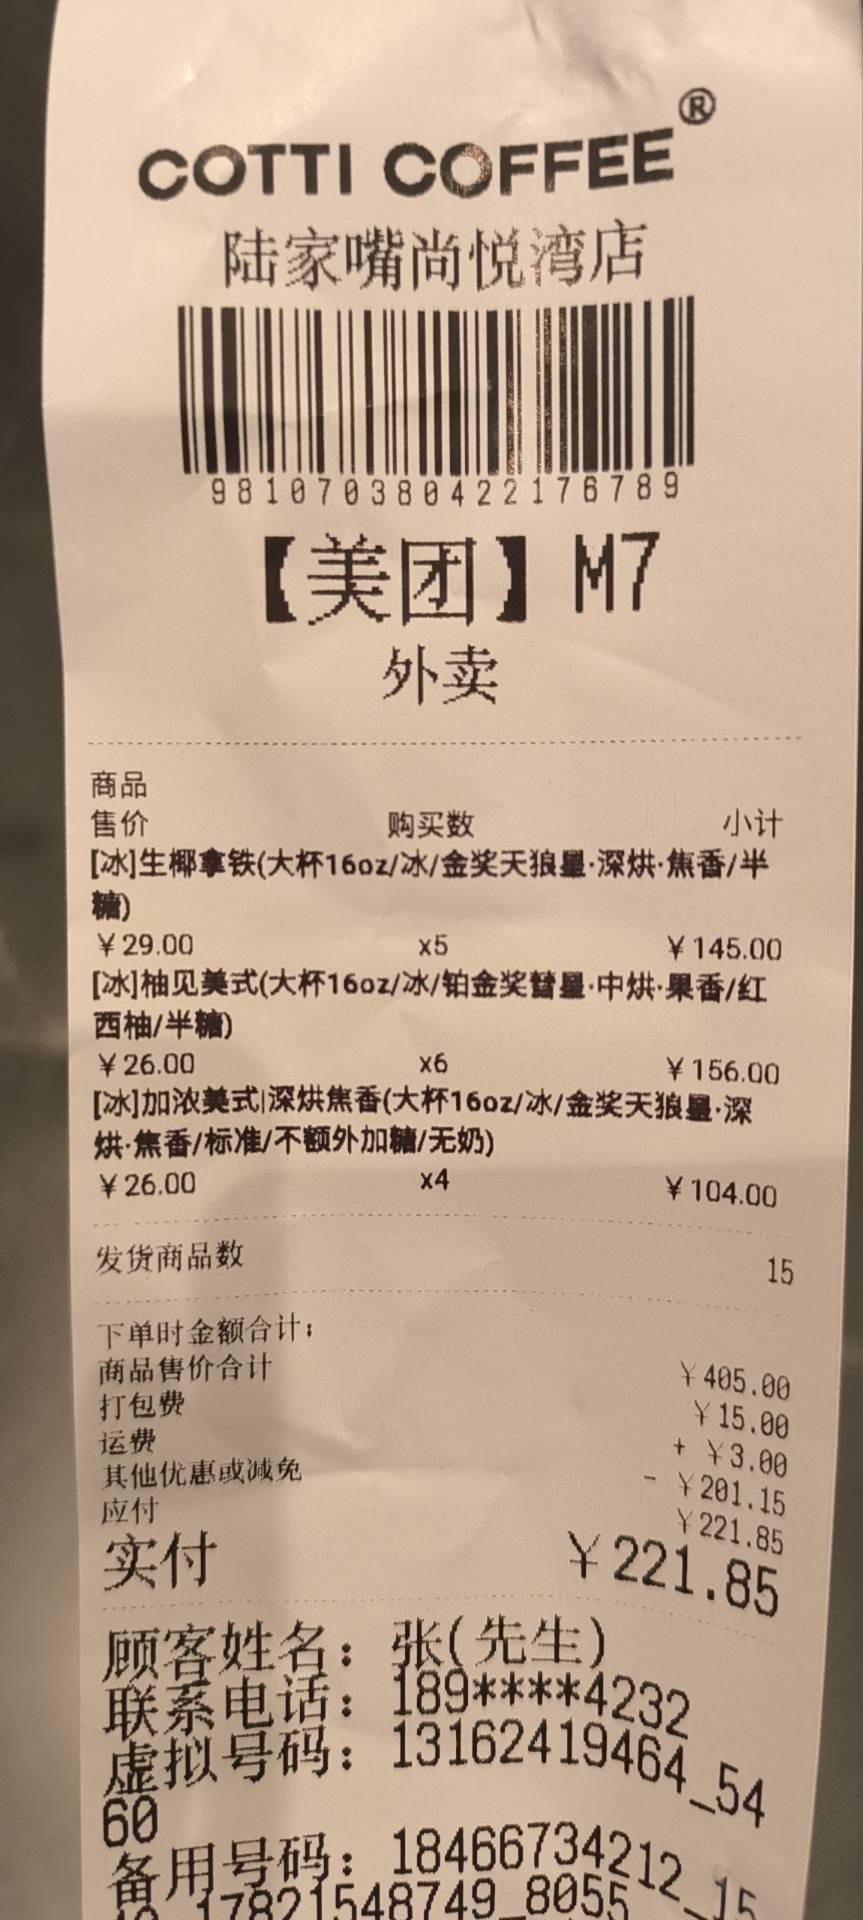 COTTI COFFEE®
陆家嘴尚悦湾店
981070380422176789
【美团】M7
外卖
商品
售价 购买数 小计
[冰]生椰拿铁(大杯16oz/冰/金奖天狼星·深烘·焦香/半
糖)
￥29.00 x5 ￥145.00
[冰]柚见美式(大杯16oz/冰/铂金奖彗星·中烘·果香/红
西柚/半糖)
￥26.00 x6 ￥156.00
[冰]加浓美式|深烘焦香(大杯16oz/冰/金奖天狼星·深
烘·焦香/标准/不额外加糖/无奶)
￥26.00 x4 ￥104.00
发货商品数 15
下单时金额合计:
商品售价合计 ￥405.00
打包费 ￥15.00
运费 + ￥3.00
其他优惠或减免 - ￥201.15
应付 ￥221.85
实付 ￥221.85
顾客姓名: 张(先生)
联系电话: 189****4232
虚拟号码: 13162419464_54
60
备用号码: 18466734212_15
17821548749_8055